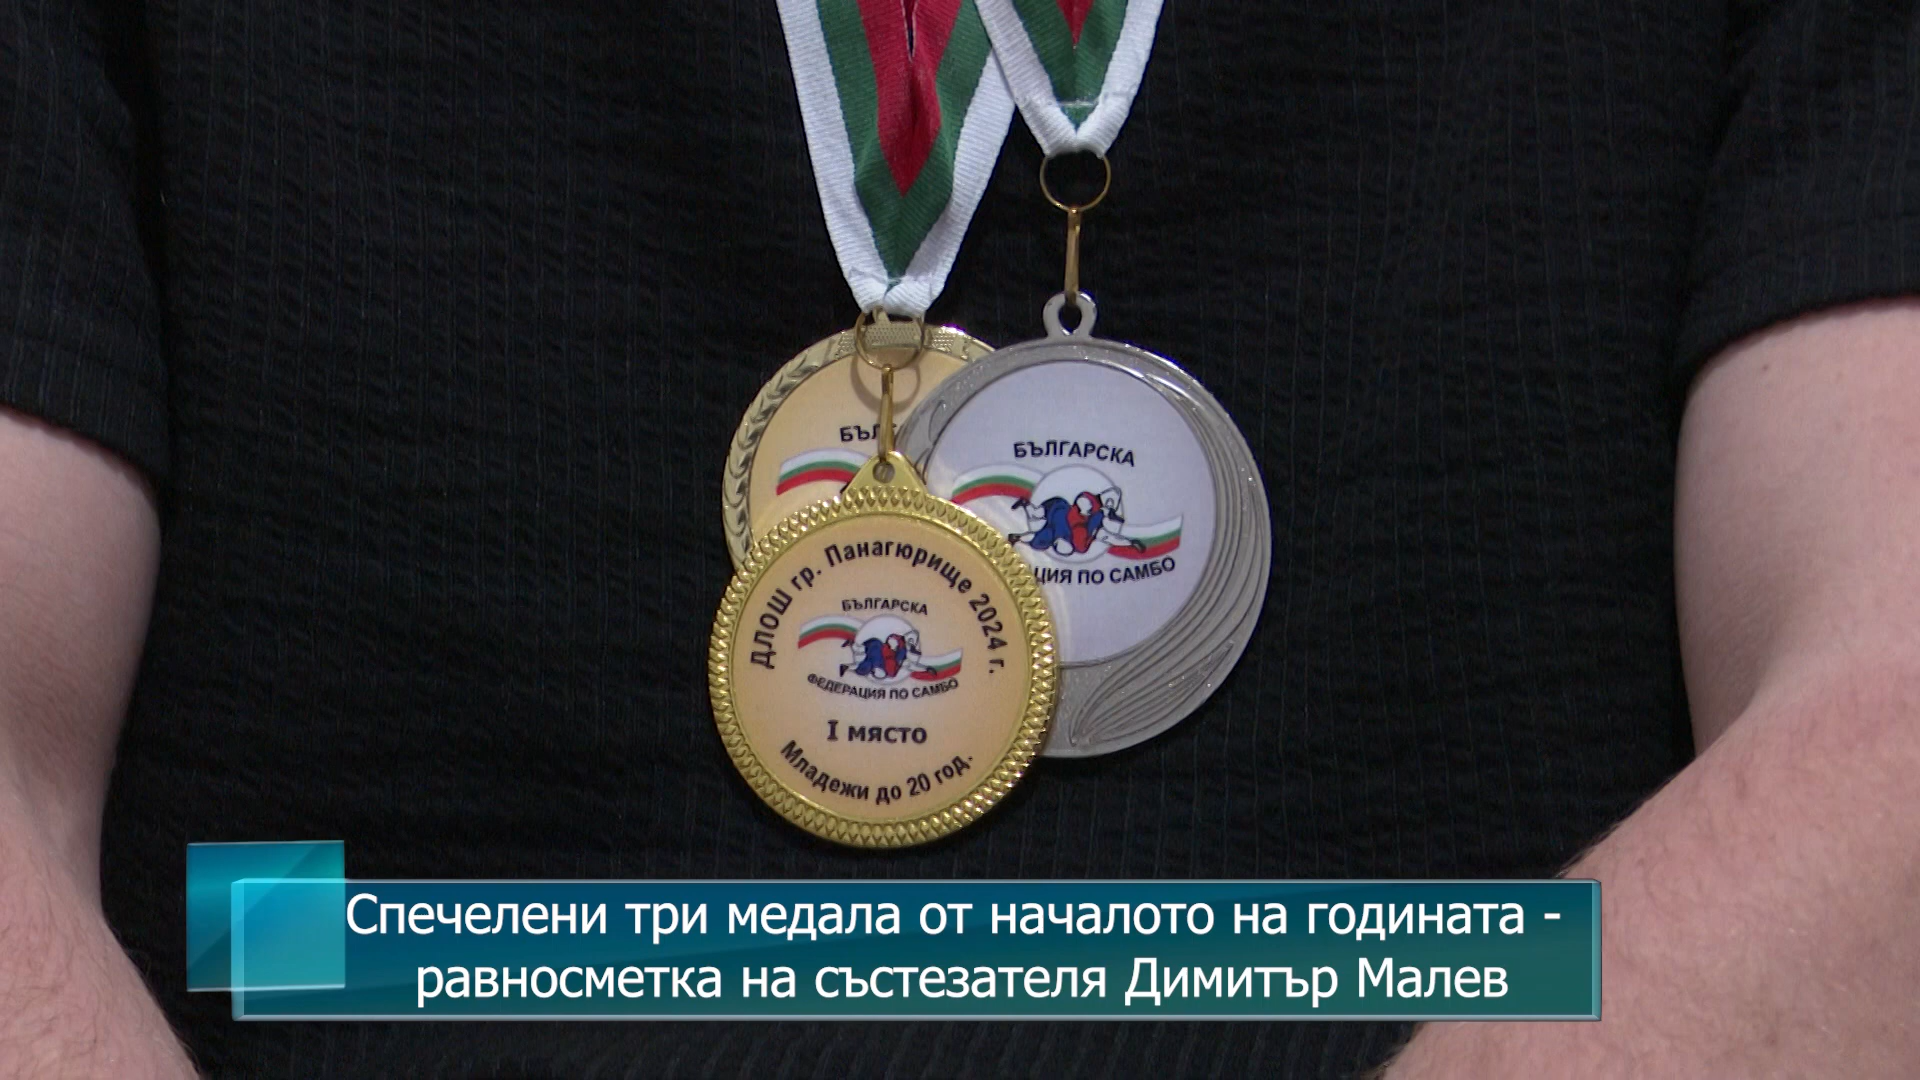 БЪЛГ
БЪЛГАРСКА
ЦИЯ ПО САМБО
ДЛОШ гр. Панагюрище 2024 г.
БЪЛГАРСКА
ФЕДЕРАЦИЯ ПО САМБО
I място
Младежи до 20 год.
Спечелени три медала от началото на годината -
равносметка на състезателя Димитър Малев